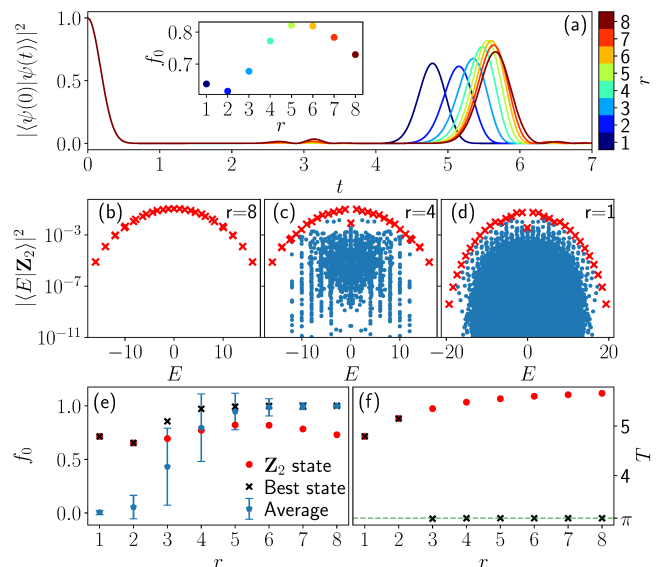 (a)
|⟨ψ(0)|ψ(t)⟩|²
1.0
0.5
0.0
0 1 2 3 4 5 6 7
t
f₀
0.8
0.7
1 2 3 4 5 6 7 8
r
8
7
6
5
4
3
2
1
r
(b) r=8
(c) r=4
(d) r=1
|⟨E|Z₂⟩|²
10⁻³
10⁻⁷
10⁻¹¹
−10 0 10
−10 0 10
−20 0 20
E
E
E
(e)
f₀
1.0
0.5
0.0
Z₂ state
Best state
Average
1 2 3 4 5 6 7 8
r
(f)
5
4
π
T
1 2 3 4 5 6 7 8
r